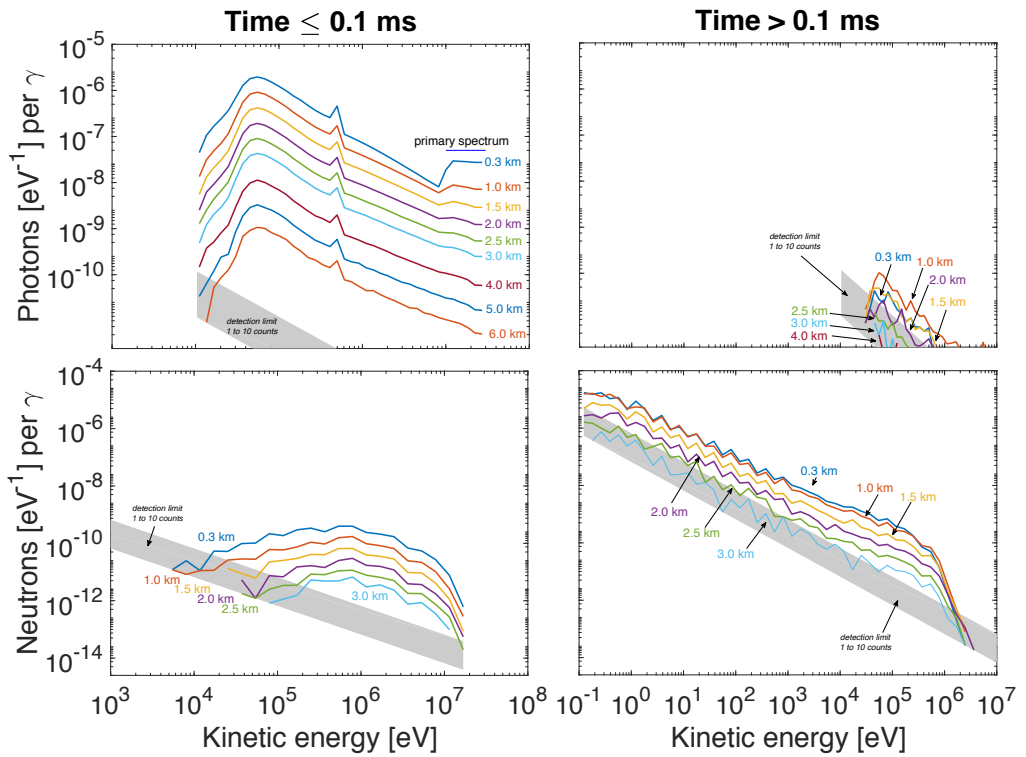 Time ≤ 0.1 ms
Time > 0.1 ms
Photons [eV⁻¹] per γ
10⁻⁵
10⁻⁶
10⁻⁷
10⁻⁸
10⁻⁹
10⁻¹⁰
primary spectrum
0.3 km
1.0 km
1.5 km
2.0 km
2.5 km
3.0 km
4.0 km
5.0 km
6.0 km
detection limit
1 to 10 counts
detection limit
1 to 10 counts
0.3 km
1.0 km
2.0 km
1.5 km
2.5 km
3.0 km
4.0 km
Neutrons [eV⁻¹] per γ
10⁻⁴
10⁻⁶
10⁻⁸
10⁻¹⁰
10⁻¹²
10⁻¹⁴
detection limit
1 to 10 counts
0.3 km
1.0 km
1.5 km
2.0 km
2.5 km
3.0 km
10³
10⁴
10⁵
10⁶
10⁷
10⁸
Kinetic energy [eV]
0.3 km
1.0 km
1.5 km
2.0 km
2.5 km
3.0 km
detection limit
1 to 10 counts
10⁻¹
10⁰
10¹
10²
10³
10⁴
10⁵
10⁶
10⁷
Kinetic energy [eV]